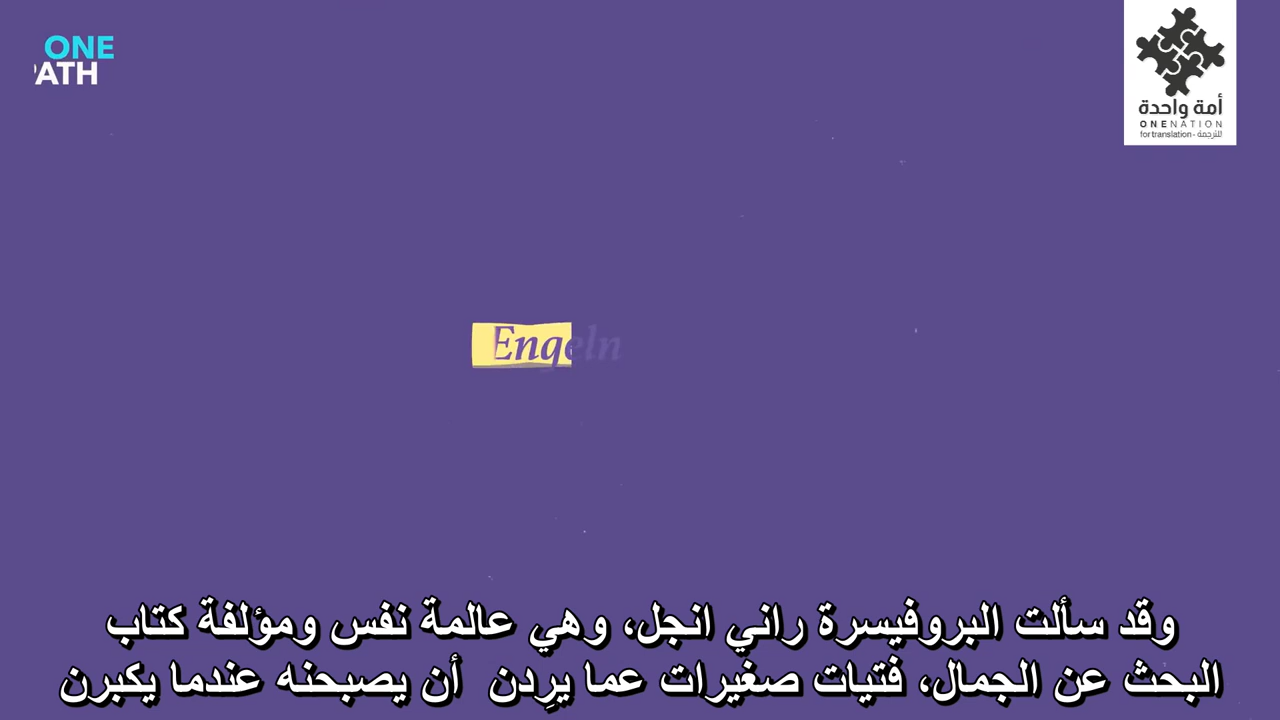 ONE
PATH
أمة واحدة
ONENATION
for translation - للترجمة
Engeln
وقد سألت البروفيسرة راني انجل، وهي عالمة نفس ومؤلفة كتاب
البحث عن الجمال، فتيات صغيرات عما يرِدن أن يصبحنه عندما يكبرن